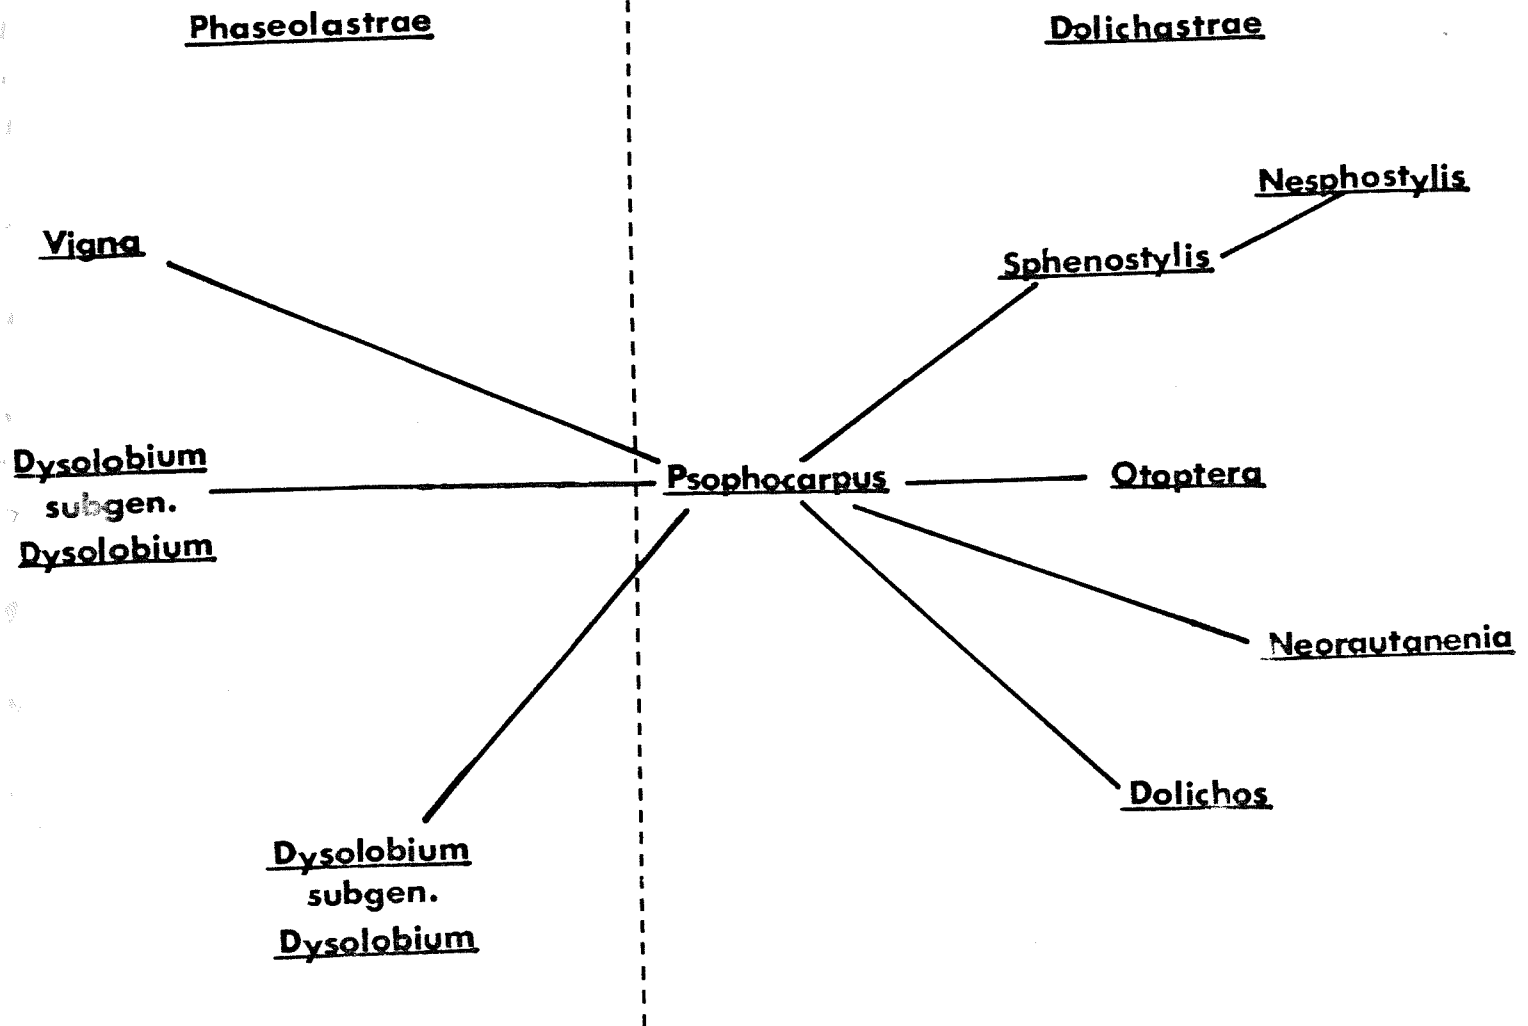 Phaseolastrae
Dolichastrae
Nesphostylis
Sphenostylis
Vigna
Dysolobium
subgen.
Dysolobium
Psophocarpus
Otoptera
Neorautanenia
Dolichos
Dysolobium
subgen.
Dysolobium